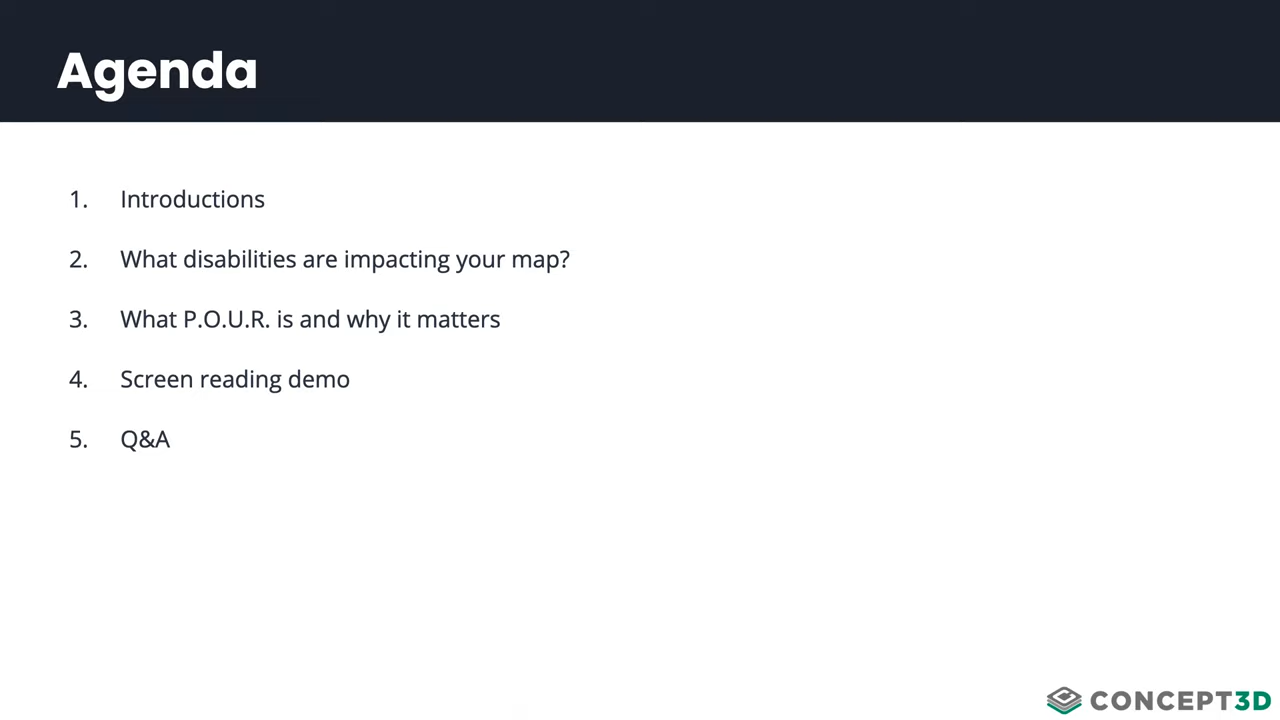 Agenda
1. Introductions
2. What disabilities are impacting your map?
3. What P.O.U.R. is and why it matters
4. Screen reading demo
5. Q&A
CONCEPT3D